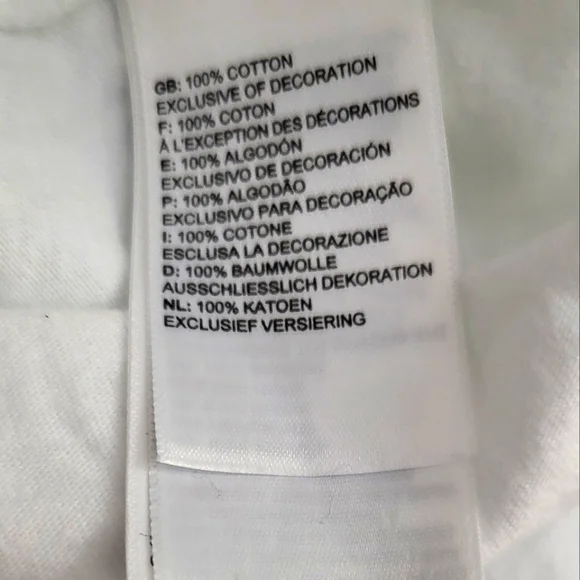 GB: 100% COTTON
EXCLUSIVE OF DECORATION
F: 100% COTON
À L'EXCEPTION DES DÉCORATIONS
E: 100% ALGODÓN
EXCLUSIVO DE DECORACIÓN
P: 100% ALGODÃO
EXCLUSIVO PARA DECORAÇÃO
I: 100% COTONE
ESCLUSA LA DECORAZIONE
D: 100% BAUMWOLLE
AUSSCHLIESSLICH DEKORATION
NL: 100% KATOEN
EXCLUSIEF VERSIERING